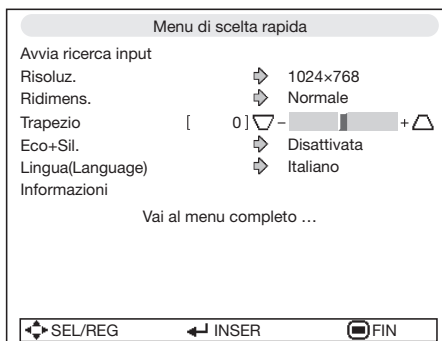 Menu di scelta rapida
Avvia ricerca input
Risoluz. 1024×768
Ridimens. Normale
Trapezio [ 0 ] – +
Eco+Sil. Disattivata
Lingua(Language) Italiano
Informazioni
Vai al menu completo …
SEL/REG INSER FIN